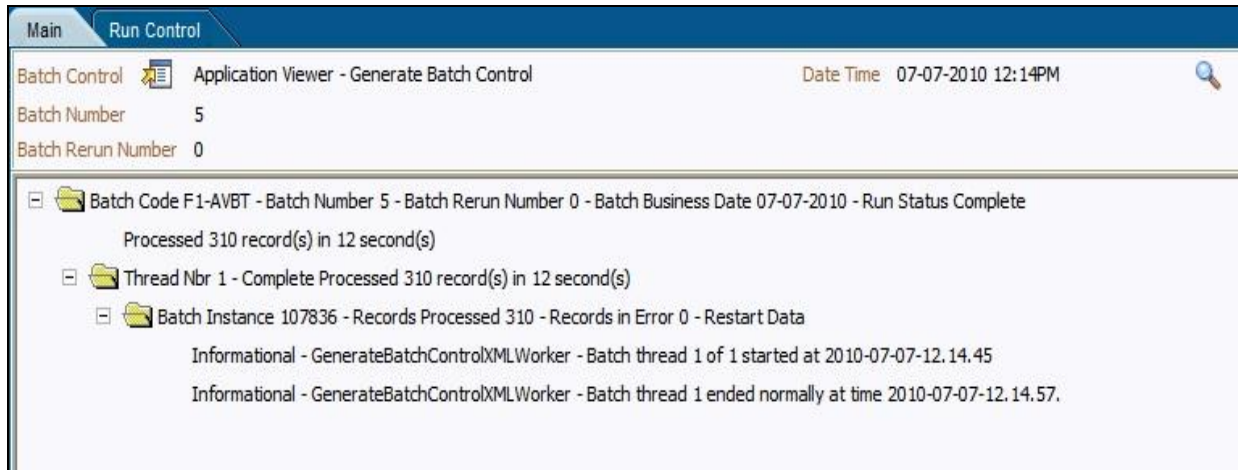 Main Run Control
Batch Control Application Viewer - Generate Batch Control Date Time 07-07-2010 12:14PM
Batch Number 5
Batch Rerun Number 0
Batch Code F1-AVBT - Batch Number 5 - Batch Rerun Number 0 - Batch Business Date 07-07-2010 - Run Status Complete
Processed 310 record(s) in 12 second(s)
Thread Nbr 1 - Complete Processed 310 record(s) in 12 second(s)
Batch Instance 107836 - Records Processed 310 - Records in Error 0 - Restart Data
Informational - GenerateBatchControlXMLWorker - Batch thread 1 of 1 started at 2010-07-07-12.14.45
Informational - GenerateBatchControlXMLWorker - Batch thread 1 ended normally at time 2010-07-07-12.14.57.